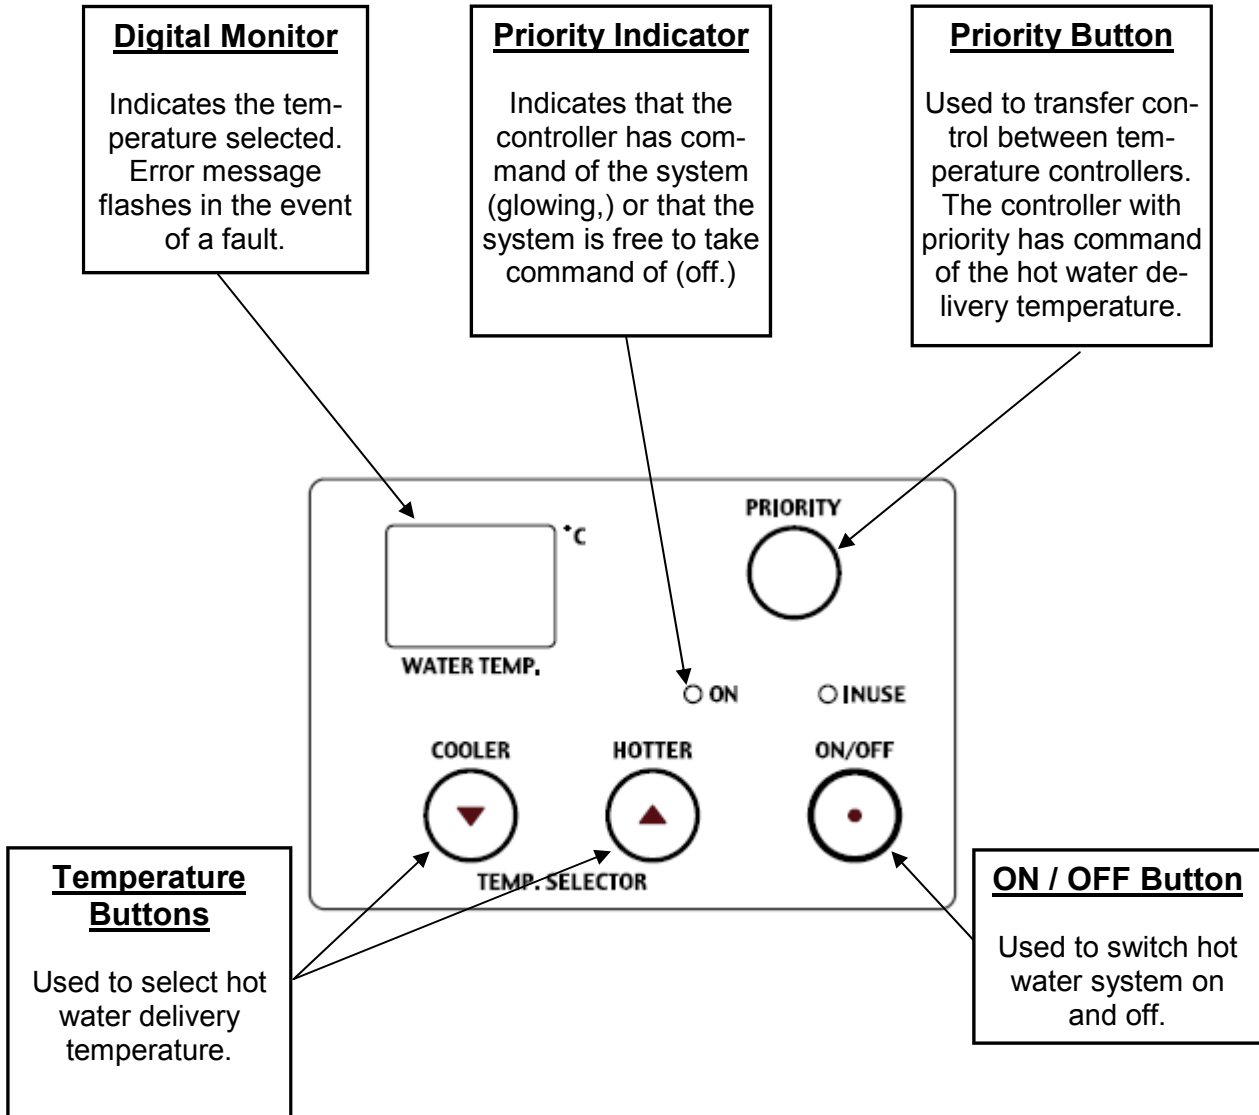 Digital Monitor
Indicates the tem-
perature selected.
Error message
flashes in the event
of a fault.
Priority Indicator
Indicates that the
controller has com-
mand of the system
(glowing,) or that the
system is free to take
command of (off.)
Priority Button
Used to transfer con-
trol between tem-
perature controllers.
The controller with
priority has command
of the hot water de-
livery temperature.
°C
PRIORITY
WATER TEMP.
ON
INUSE
COOLER
HOTTER
ON/OFF
TEMP. SELECTOR
Temperature
Buttons
Used to select hot
water delivery
temperature.
ON / OFF Button
Used to switch hot
water system on
and off.